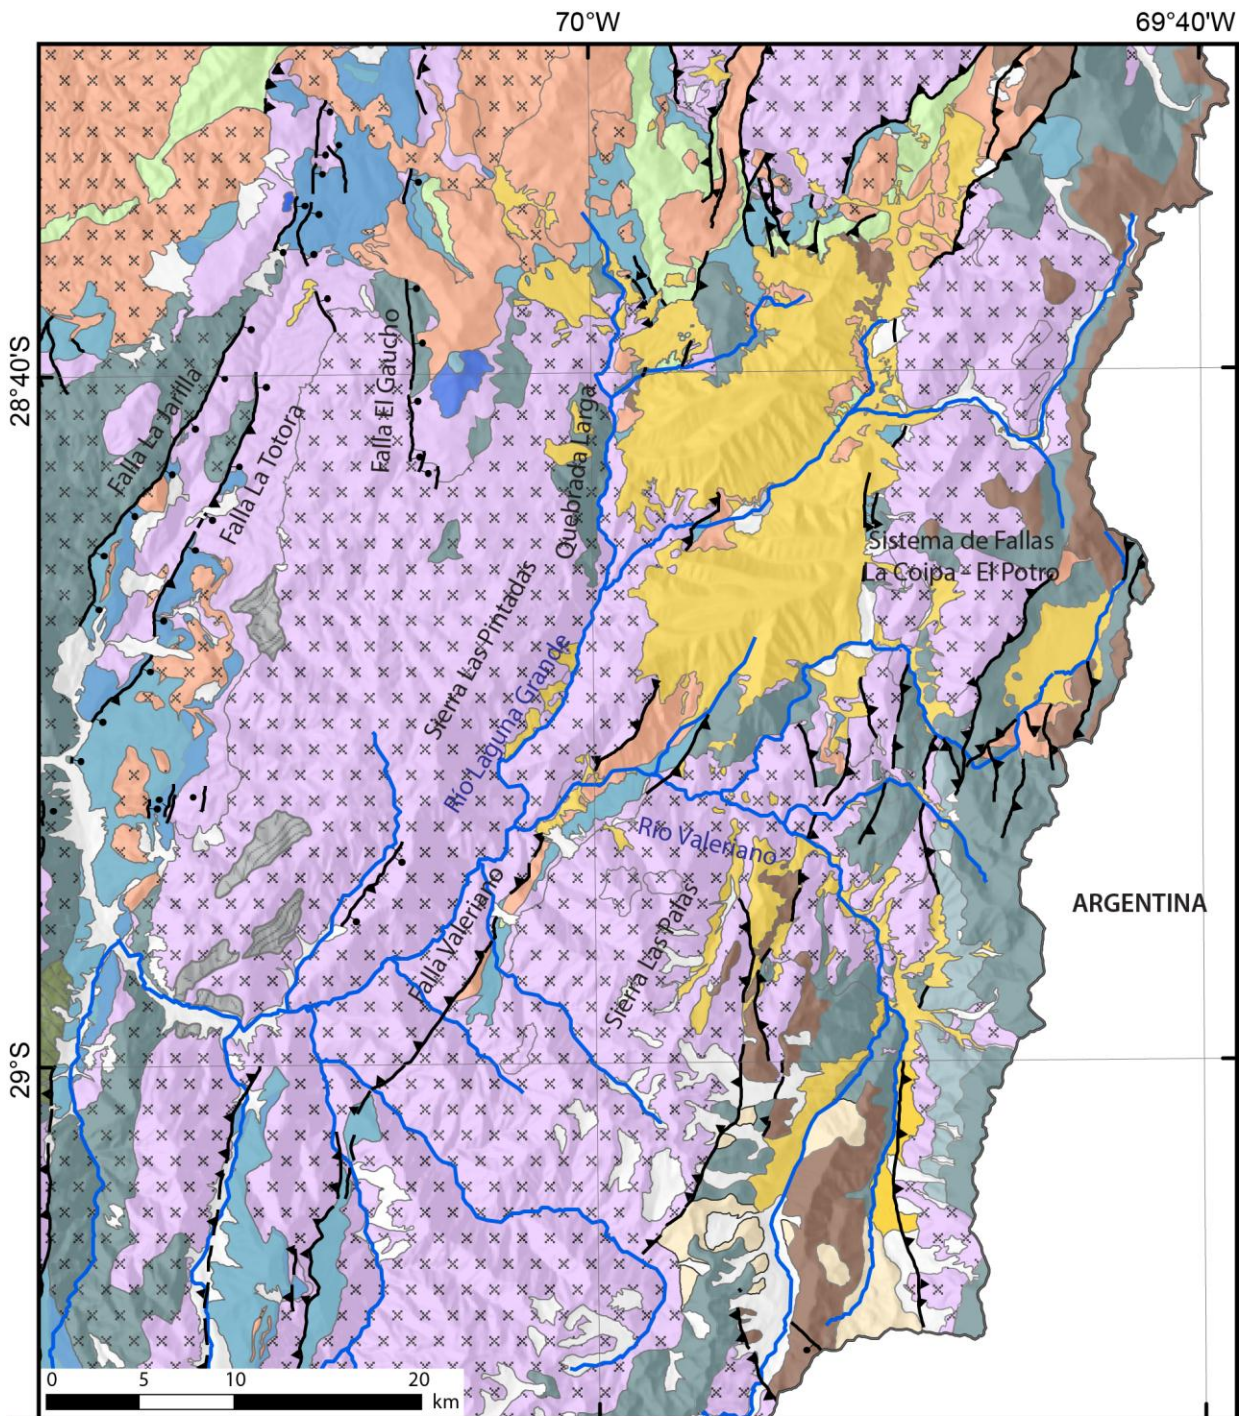 70°W
69°40'W
28°40'S
Falla La Jarilla
Falla La Totora
Falla El Gaucho
Quebrada Larga
Sistema de Fallas
La Coipa - El Potro
Sierra Las Pintadas
Río Laguna Grande
Río Valeriano
Falla Valeriano
Sierra Las Palas
ARGENTINA
29°S
0 5 10 20
km